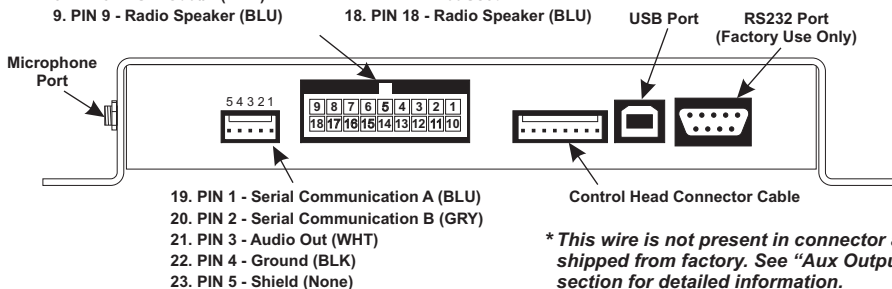 9. PIN 9 - Radio Speaker (BLU)
18. PIN 18 - Radio Speaker (BLU)
USB Port
RS232 Port
(Factory Use Only)
Microphone
Port
5 4 3 2 1
9 8 7 6 5 4 3 2 1
18 17 16 15 14 13 12 11 10
19. PIN 1 - Serial Communication A (BLU)
20. PIN 2 - Serial Communication B (GRY)
21. PIN 3 - Audio Out (WHT)
22. PIN 4 - Ground (BLK)
23. PIN 5 - Shield (None)
Control Head Connector Cable
* This wire is not present in connector
shipped from factory. See “Aux Outpu
section for detailed information.